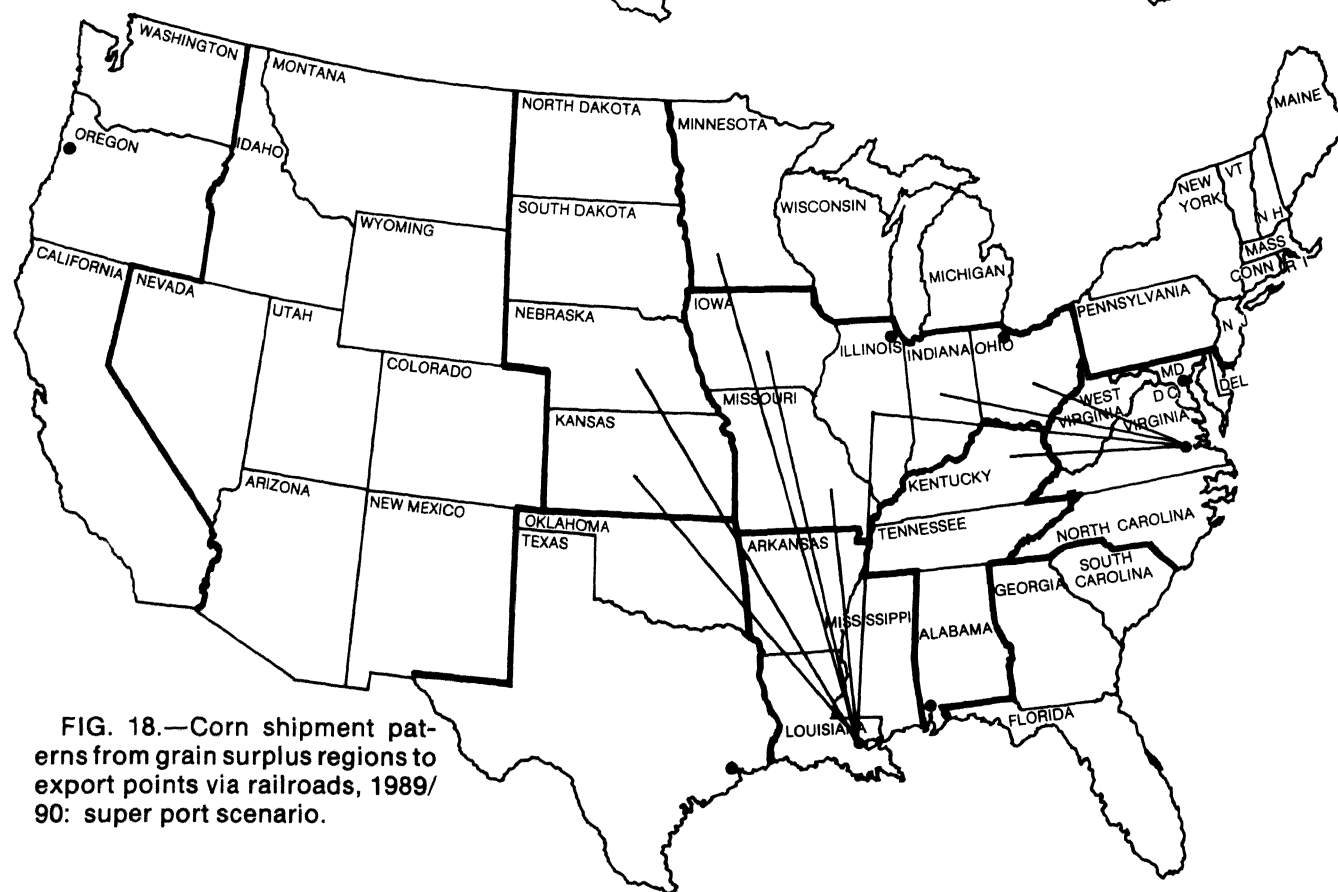 WASHINGTON
MONTANA
NORTH DAKOTA
MINNESOTA
MAINE
OREGON
IDAHO
VT
NEW
YORK
N H
SOUTH DAKOTA
WISCONSIN
WYOMING
MASS
CALIFORNIA
MICHIGAN
CONN
R I
NEVADA
PENNSYLVANIA
UTAH
NEBRASKA
IOWA
N
ILLINOIS
INDIANA
OHIO
COLORADO
MD
DEL
D C
WEST
VIRGINIA
VIRGINIA
MISSOURI
KANSAS
KENTUCKY
ARIZONA
NEW MEXICO
OKLAHOMA
TEXAS
ARKANSAS
TENNESSEE
NORTH CAROLINA
SOUTH
CAROLINA
GEORGIA
MISSISSIPPI
ALABAMA
LOUISIANA
FLORIDA
FIG. 18.—Corn shipment pat-
erns from grain surplus regions to
export points via railroads, 1989/
90: super port scenario.